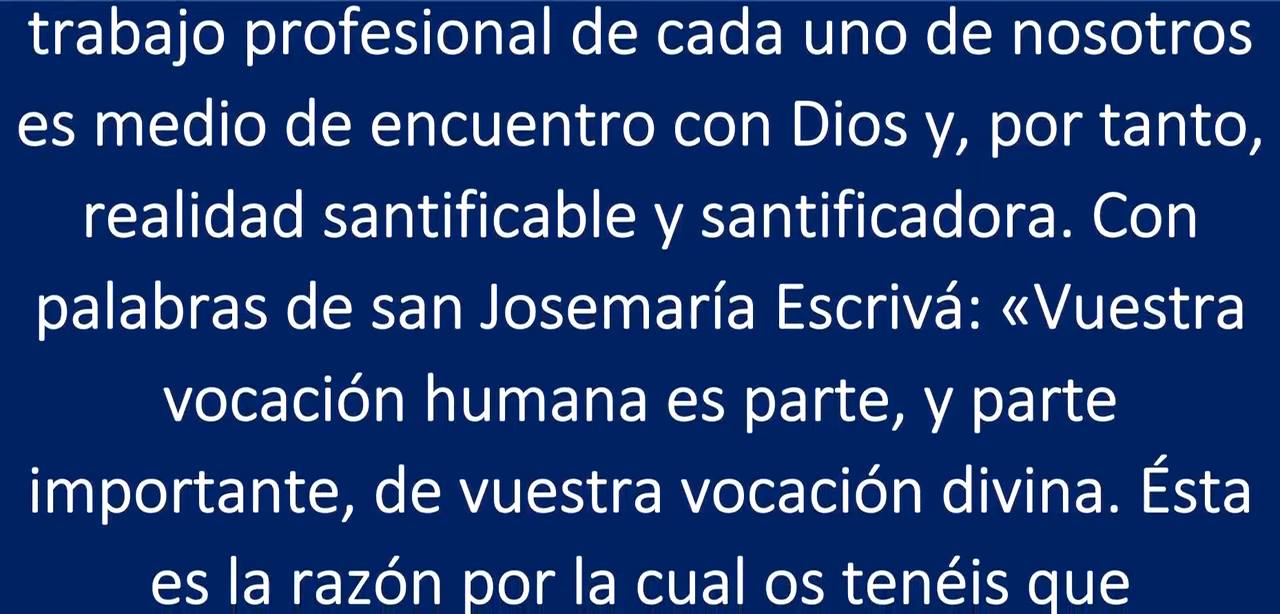 trabajo profesional de cada uno de nosotros
es medio de encuentro con Dios y, por tanto,
realidad santificable y santificadora. Con
palabras de san Josemaría Escrivá: «Vuestra
vocación humana es parte, y parte
importante, de vuestra vocación divina. Ésta
es la razón por la cual os tenéis que